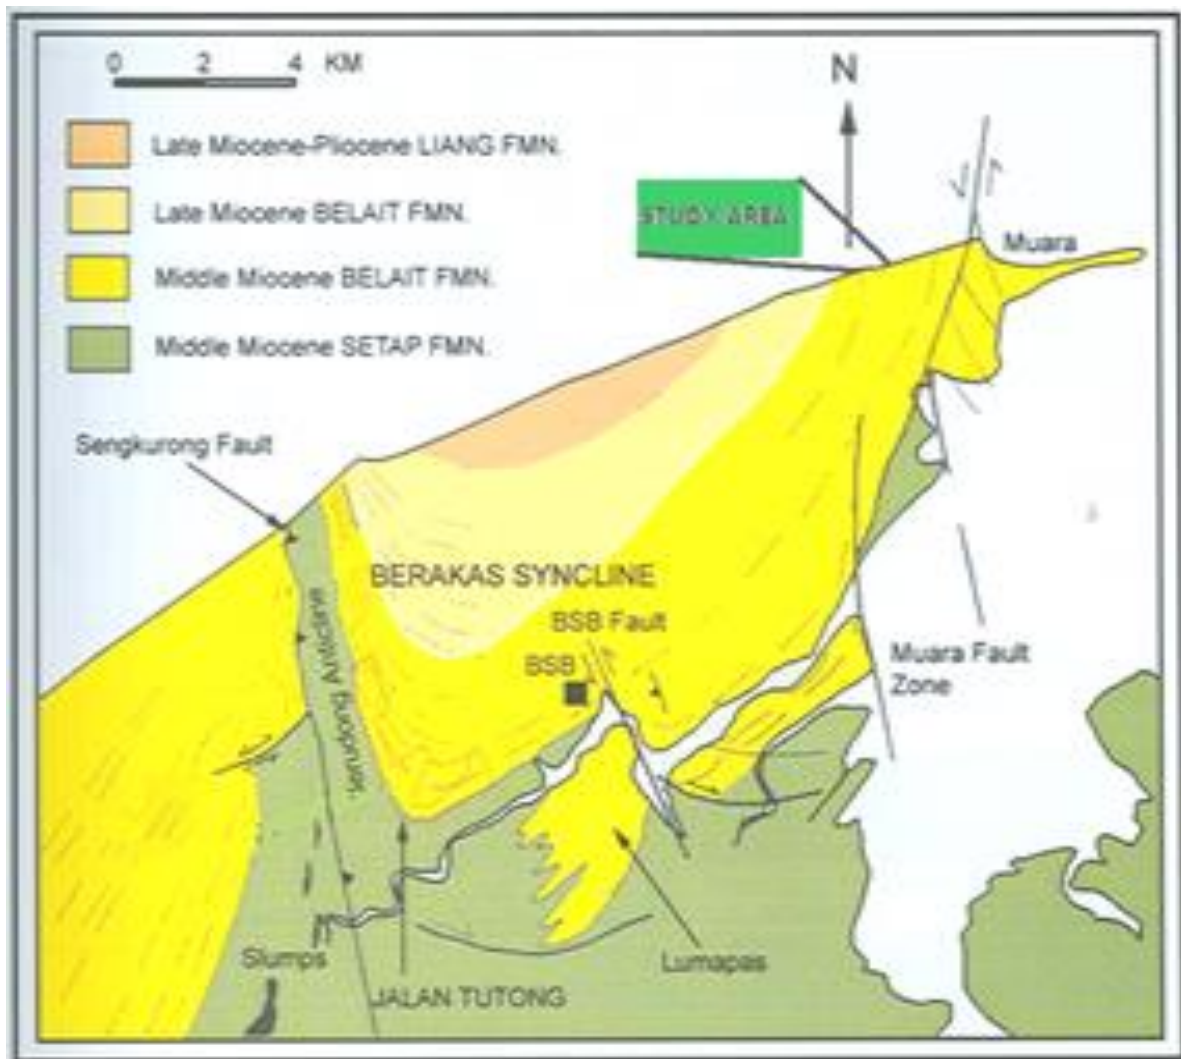 0 2 4 KM
N
Late Miocene-Pliocene LIANG FMN.
Late Miocene BELAIT FMN.
Middle Miocene BELAIT FMN.
Middle Miocene SETAP FMN.
STUDY AREA
Muara
Sengkurong Fault
BERAKAS SYNCLINE
BSB Fault
BSB
Jerudong Anticline
Muara Fault
Zone
Slumps
Lumapas
JALAN TUTONG